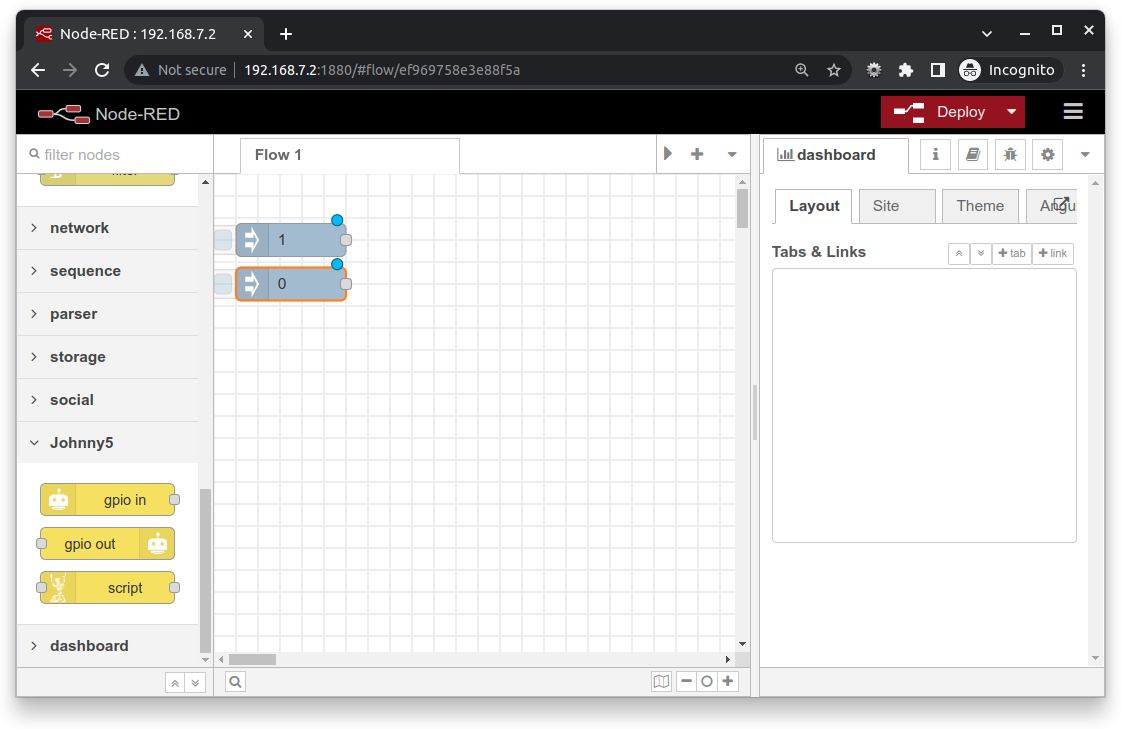 Node-RED : 192.168.7.2
Not secure 192.168.7.2:1880/#flow/ef969758e3e88f5a Incognito
Node-RED Deploy
filter nodes
Flow 1
dashboard
filter
network
sequence
parser
storage
social
Johnny5
gpio in
gpio out
script
dashboard
1
0
Layout Site Theme Angu
Tabs & Links tab link